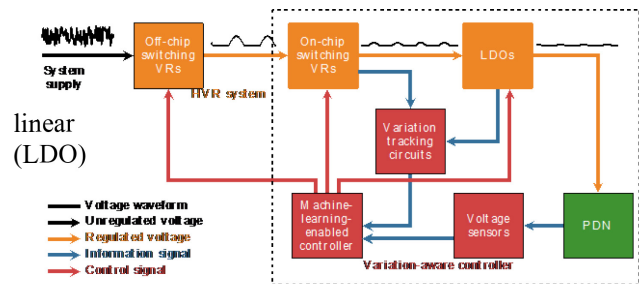 Off-chip
switching
VRs
On-chip
switching
VRs
LDOs
System
supply
HVR system
linear
(LDO)
Variation
tracking
circuits
Voltage waveform
Unregulated voltage
Regulated voltage
Information signal
Control signal
Machine-
learning-
enabled
controller
Voltage
sensors
PDN
Variation-aware controller